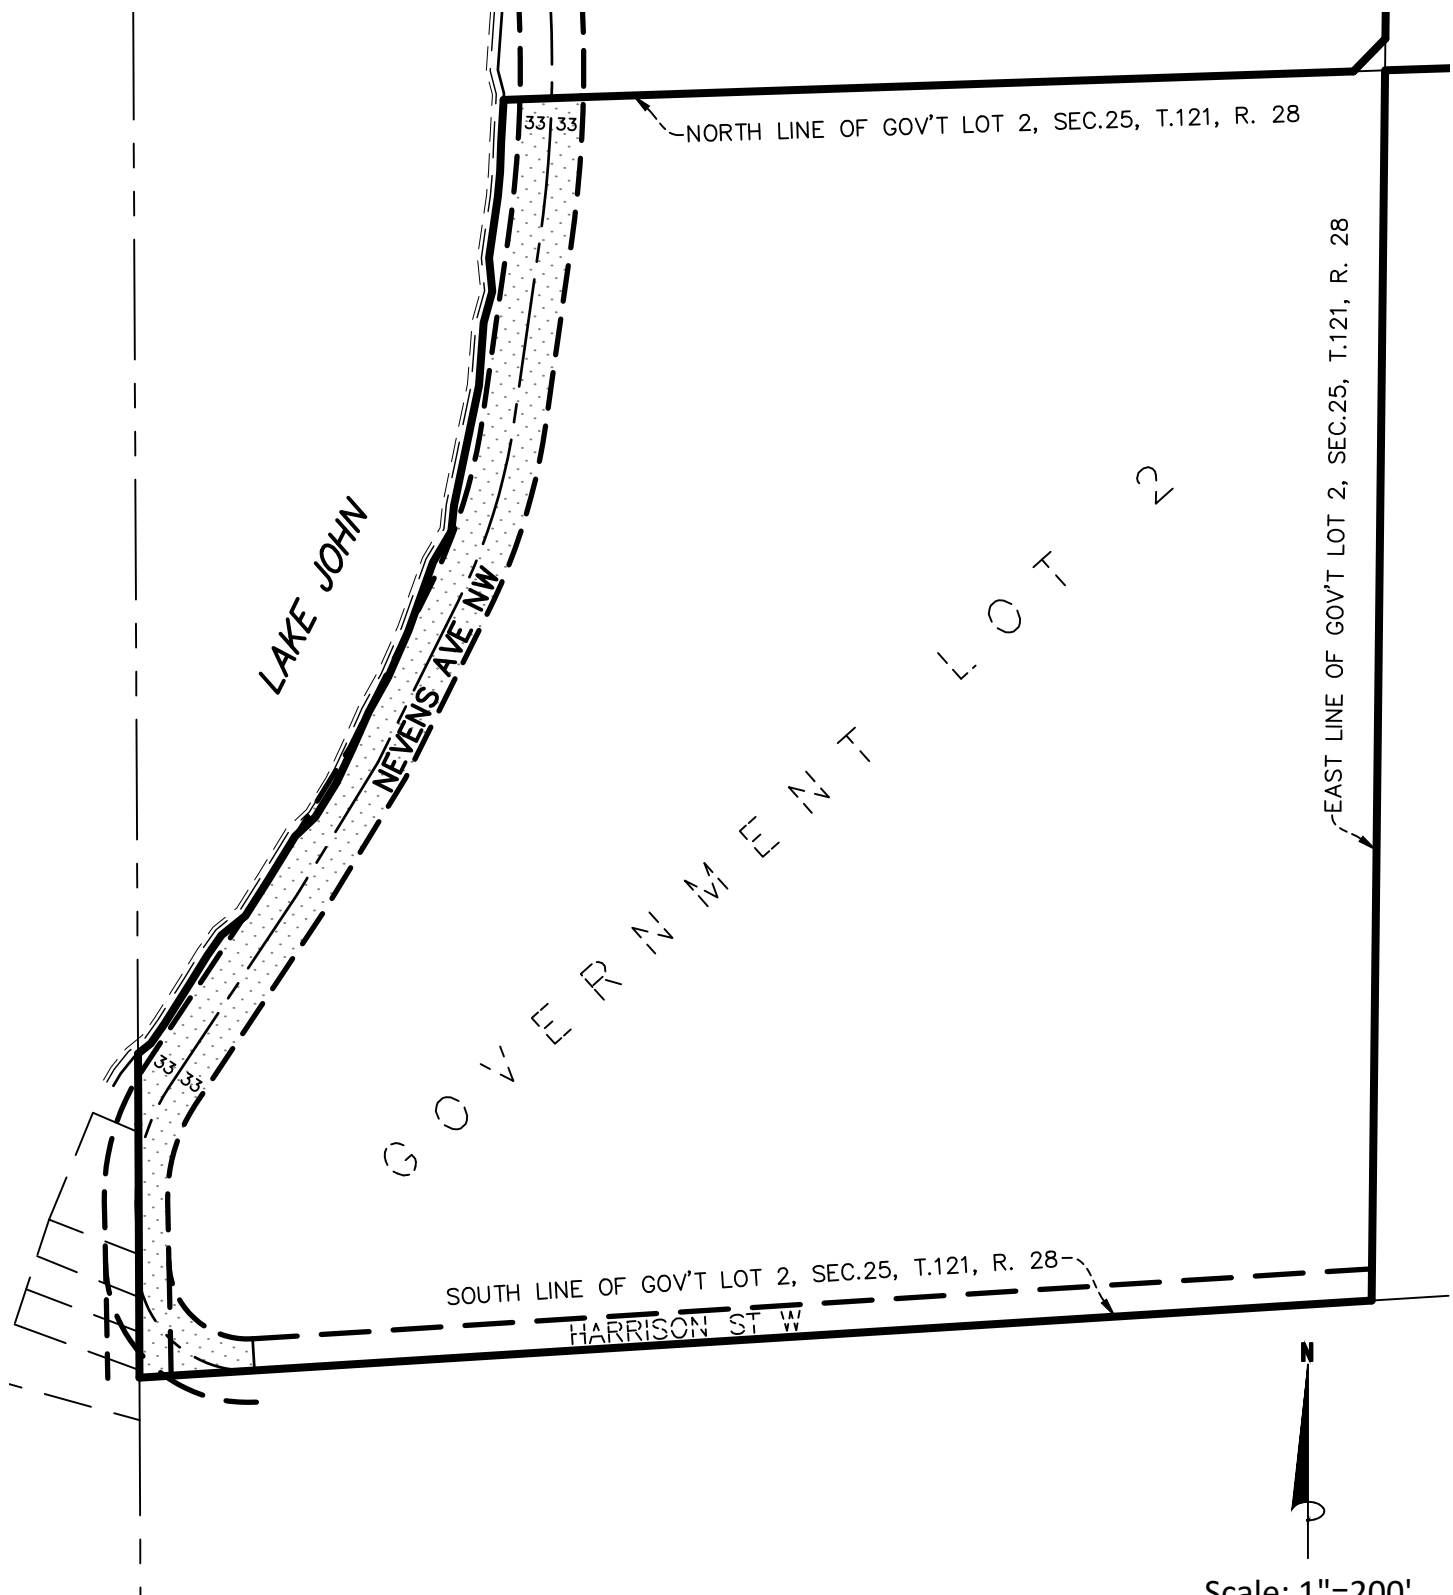 33 33
NORTH LINE OF GOV'T LOT 2, SEC.25, T.121, R. 28
EAST LINE OF GOV'T LOT 2, SEC.25, T.121, R. 28
LAKE JOHN
NEVENS AVE NW
GOVERNMENT LOT 2
33 33
SOUTH LINE OF GOV'T LOT 2, SEC.25, T.121, R. 28
HARRISON ST W
N
Scale: 1"=200'